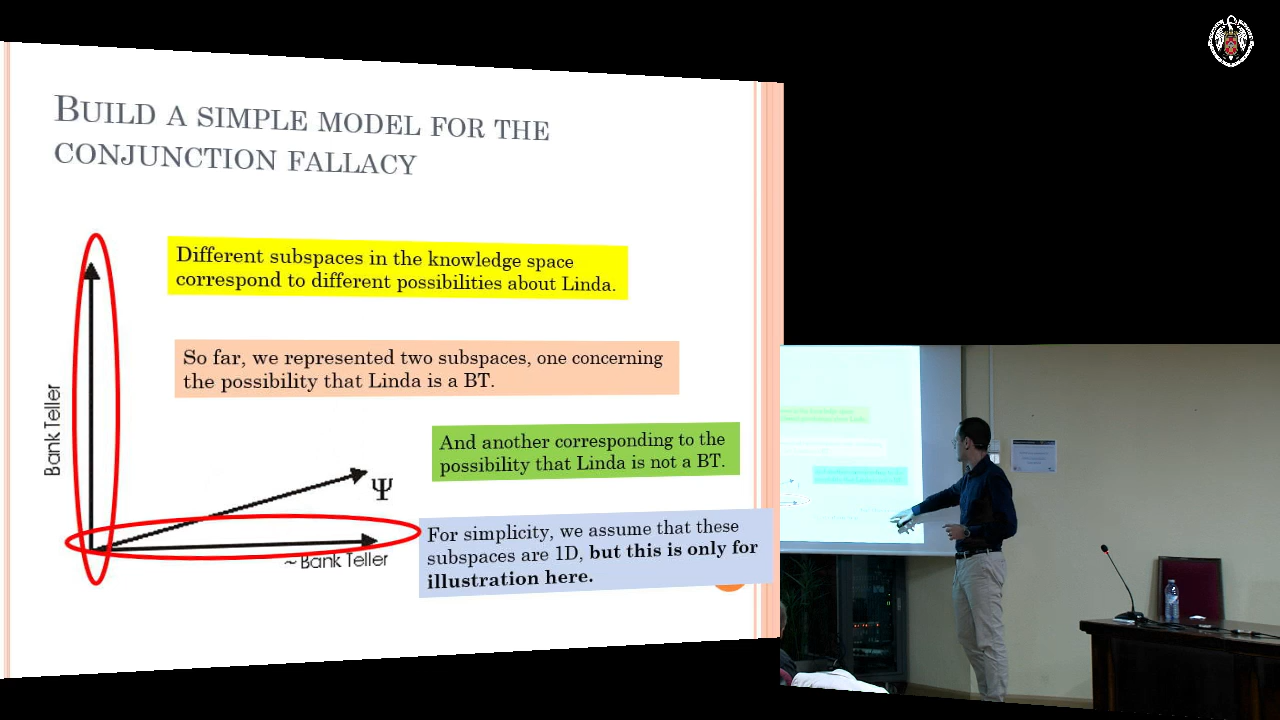 BUILD A SIMPLE MODEL FOR THE
CONJUNCTION FALLACY
Different subspaces in the knowledge space
correspond to different possibilities about Linda.
So far, we represented two subspaces, one concerning
the possibility that Linda is a BT.
And another corresponding to the
possibility that Linda is not a BT.
Bank Teller
Ψ
~ Bank Teller
For simplicity, we assume that these
subspaces are 1D, but this is only for
illustration here.